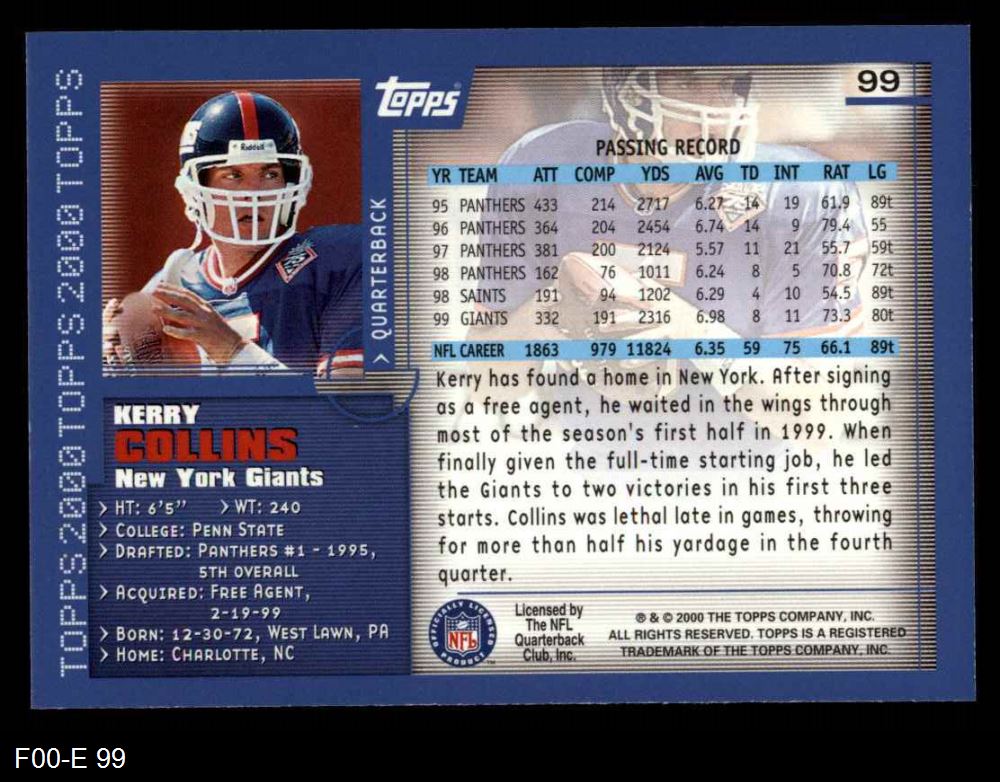 TOPPS2000TOPPS2000TOPPS2000TOPPS
Riddell
topps
99
> QUARTERBACK
KERRY
COLLINS
New York Giants
> HT: 6'5" > WT: 240
> COLLEGE: PENN STATE
> DRAFTED: PANTHERS #1 - 1995,
5TH OVERALL
> ACQUIRED: FREE AGENT,
2-19-99
> BORN: 12-30-72, WEST LAWN, PA
> HOME: CHARLOTTE, NC
PASSING RECORD
YR TEAM ATT COMP YDS AVG TD INT RAT LG
95 PANTHERS 433 214 2717 6.27 14 19 61.9 89t
96 PANTHERS 364 204 2454 6.74 14 9 79.4 55
97 PANTHERS 381 200 2124 5.57 11 21 55.7 59t
98 PANTHERS 162 76 1011 6.24 8 5 70.8 72t
98 SAINTS 191 94 1202 6.29 4 10 54.5 89t
99 GIANTS 332 191 2316 6.98 8 11 73.3 80t
NFL CAREER 1863 979 11824 6.35 59 75 66.1 89t
Kerry has found a home in New York. After signing
as a free agent, he waited in the wings through
most of the season's first half in 1999. When
finally given the full-time starting job, he led
the Giants to two victories in his first three
starts. Collins was lethal late in games, throwing
for more than half his yardage in the fourth
quarter.
OFFICIALLY LICENSED
NFL
PRODUCT
Licensed by
The NFL
Quarterback
Club, Inc.
® & © 2000 THE TOPPS COMPANY, INC.
ALL RIGHTS RESERVED. TOPPS IS A REGISTERED
TRADEMARK OF THE TOPPS COMPANY, INC.
F00-E 99